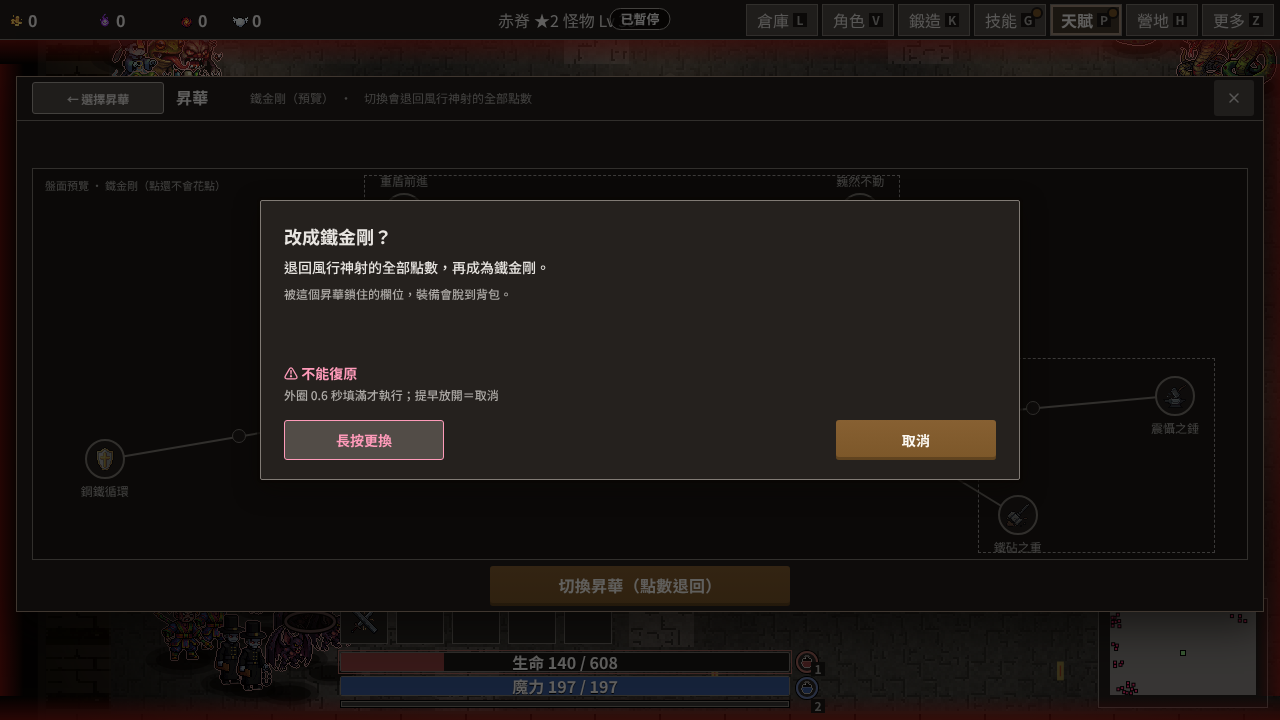 0
0
0
0
赤脊 ★2 怪物 Lv
已暫停
倉庫 L
角色 V
鍛造 K
技能 G
天賦 P
營地 H
更多 Z
←選擇昇華
昇華
鐵金剛（預覽） · 切換會退回風行神射的全部點數
×
盤面預覽 · 鐵金剛（點選不會花點）
重盾前進
巍然不動
改成鐵金剛？
退回風行神射的全部點數，再成為鐵金剛。
被這個昇華鎖住的欄位，裝備會脫到背包。
不能復原
外圈 0.6 秒填滿才執行；提早放開＝取消
長按更換
取消
鋼鐵循環
震懾之錘
鐵砧之重
切換昇華（點數退回）
生命 140 / 608
1
魔力 197 / 197
2